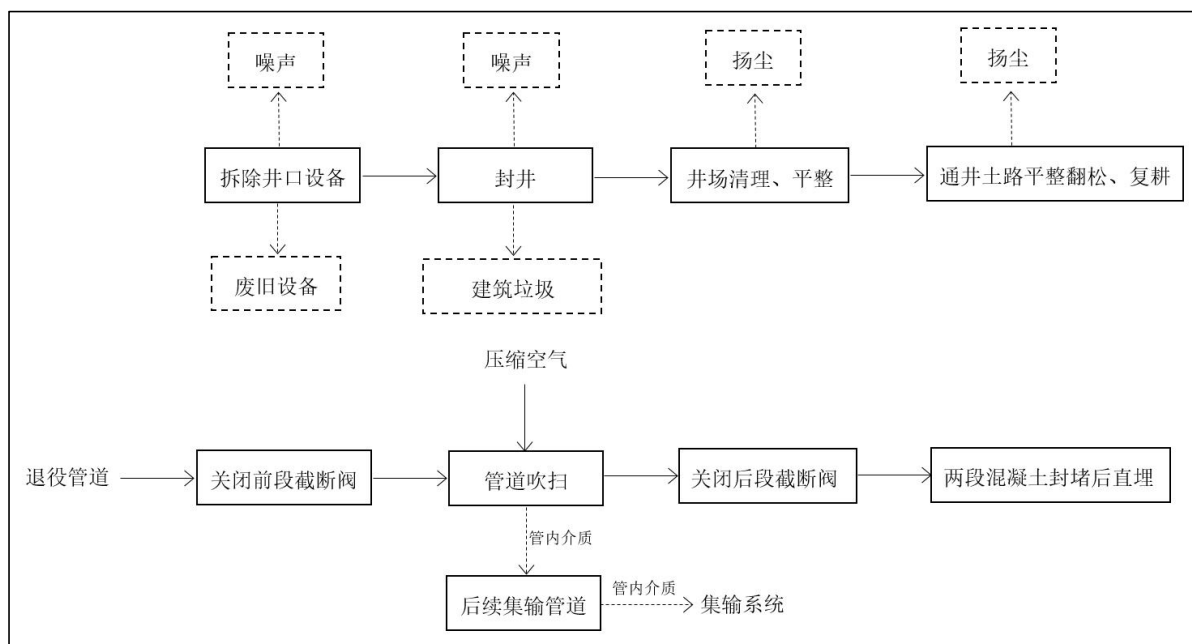 噪声
噪声
扬尘
扬尘
拆除井口设备
封井
井场清理、平整
通井土路平整翻松、复耕
废旧设备
建筑垃圾
压缩空气
退役管道
关闭前段截断阀
管道吹扫
关闭后段截断阀
两段混凝土封堵后直埋
管内介质
后续集输管道
管内介质
集输系统